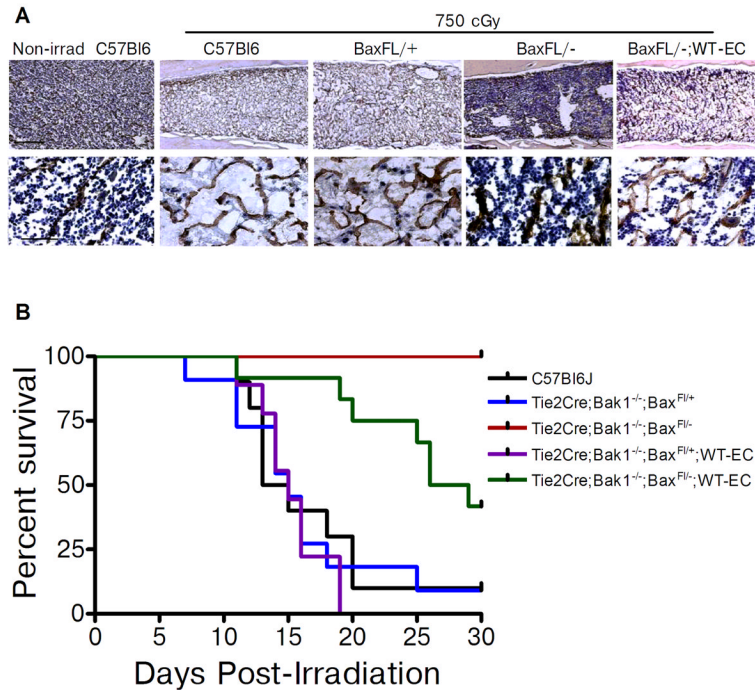 A
750 cGy
Non-irrad C57Bl6 C57Bl6 BaxFL/+ BaxFL/- BaxFL/-;WT-EC
B
Percent survival
100
75
50
25
0
0 5 10 15 20 25 30
Days Post-Irradiation
C57Bl6J
Tie2Cre;Bak1-/-;BaxFl/+
Tie2Cre;Bak1-/-;BaxFl/-
Tie2Cre;Bak1-/-;BaxFl/+;WT-EC
Tie2Cre;Bak1-/-;BaxFl/-;WT-EC